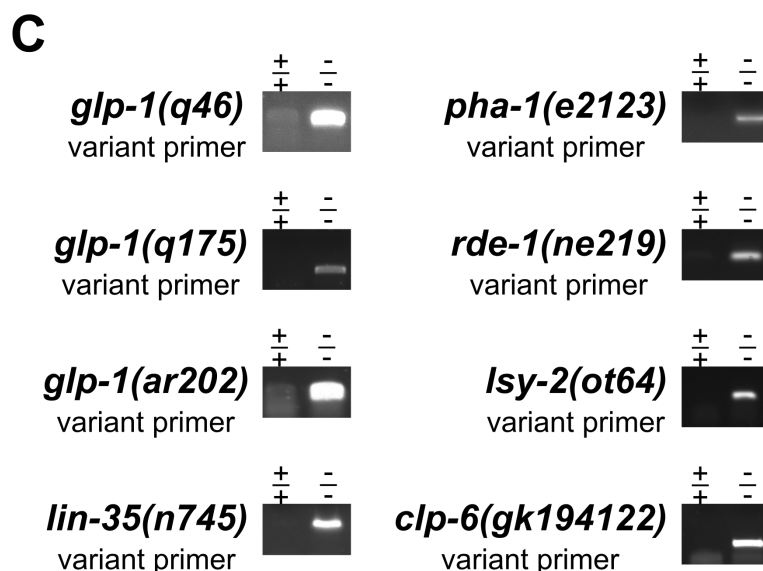 C
+ -
+ -
glp-1(q46)
variant primer
+ -
+ -
pha-1(e2123)
variant primer
+ -
+ -
glp-1(q175)
variant primer
+ -
+ -
rde-1(ne219)
variant primer
+ -
+ -
glp-1(ar202)
variant primer
+ -
+ -
lsy-2(ot64)
variant primer
+ -
+ -
lin-35(n745)
variant primer
+ -
+ -
clp-6(gk194122)
variant primer